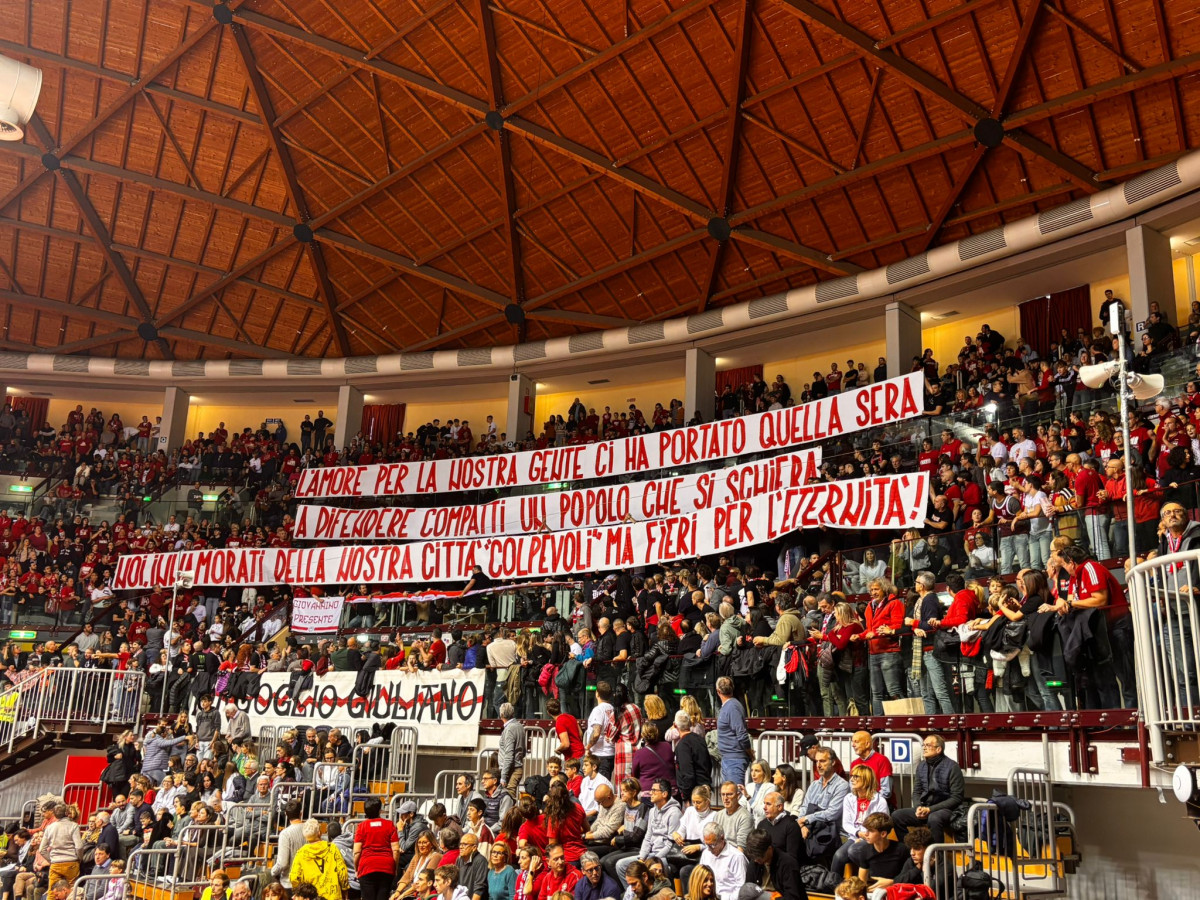 L'AMORE PER LA NOSTRA GENTE CI HA PORTATO QUELLA SERA
A DIFENDERE COMPATTI UN POPOLO CHE SI SCHIERA
NOI, INNAMORATI DELLA NOSTRA CITTA' "COLPEVOLI" MA FIERI PER L'ETERNITA'!
GIOVANNINO
PRESENTE
ORGOGLIO GIULIANO
D